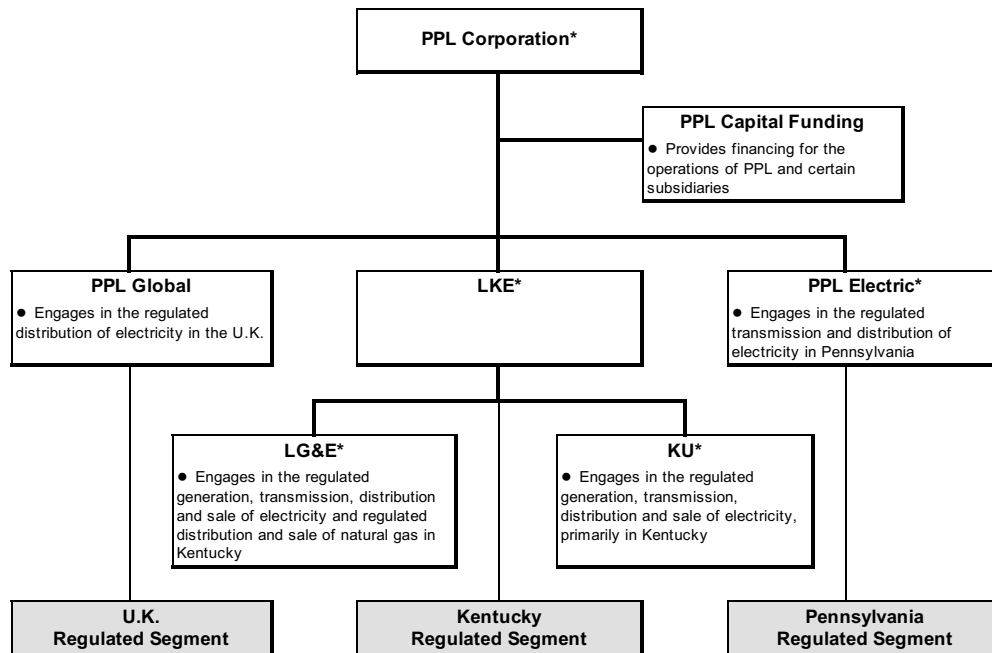 PPL Corporation*
PPL Capital Funding
● Provides financing for the
operations of PPL and certain
subsidiaries
PPL Global
● Engages in the regulated
distribution of electricity in the U.K.
LKE*
PPL Electric*
● Engages in the regulated
transmission and distribution of
electricity in Pennsylvania
LG&E*
● Engages in the regulated
generation, transmission, distribution
and sale of electricity and regulated
distribution and sale of natural gas in
Kentucky
KU*
● Engages in the regulated
generation, transmission,
distribution and sale of electricity,
primarily in Kentucky
U.K.
Regulated Segment
Kentucky
Regulated Segment
Pennsylvania
Regulated Segment